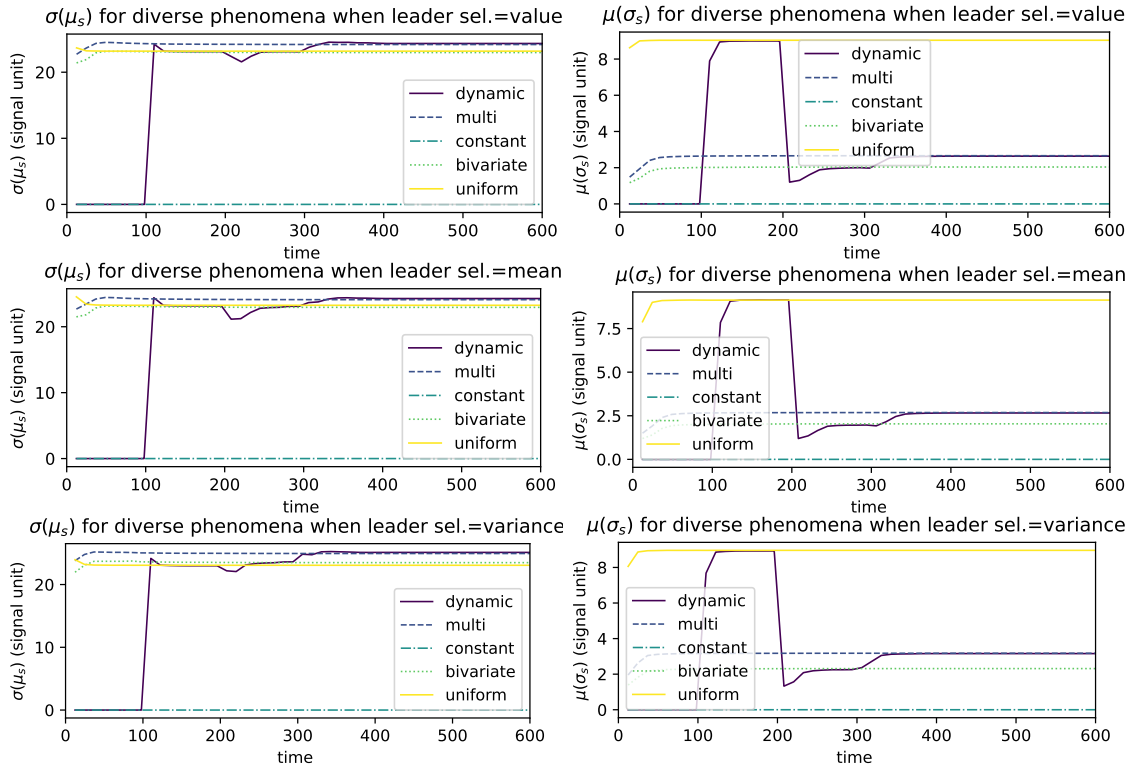 σ(μₛ) for diverse phenomena when leader sel.=value
σ(μₛ) (signal unit)
20
10
0
dynamic
multi
constant
bivariate
uniform
0 100 200 300 400 500 600
time
μ(σₛ) for diverse phenomena when leader sel.=value
μ(σₛ) (signal unit)
8
6
4
2
0
dynamic
multi
constant
bivariate
uniform
0 100 200 300 400 500 600
time
σ(μₛ) for diverse phenomena when leader sel.=mean
σ(μₛ) (signal unit)
20
10
0
dynamic
multi
constant
bivariate
uniform
0 100 200 300 400 500 600
time
μ(σₛ) for diverse phenomena when leader sel.=mean
μ(σₛ) (signal unit)
7.5
5.0
2.5
0.0
dynamic
multi
constant
bivariate
uniform
0 100 200 300 400 500 600
time
σ(μₛ) for diverse phenomena when leader sel.=variance
σ(μₛ) (signal unit)
20
10
0
dynamic
multi
constant
bivariate
uniform
0 100 200 300 400 500 600
time
μ(σₛ) for diverse phenomena when leader sel.=variance
μ(σₛ) (signal unit)
8
6
4
2
0
dynamic
multi
constant
bivariate
uniform
0 100 200 300 400 500 600
time